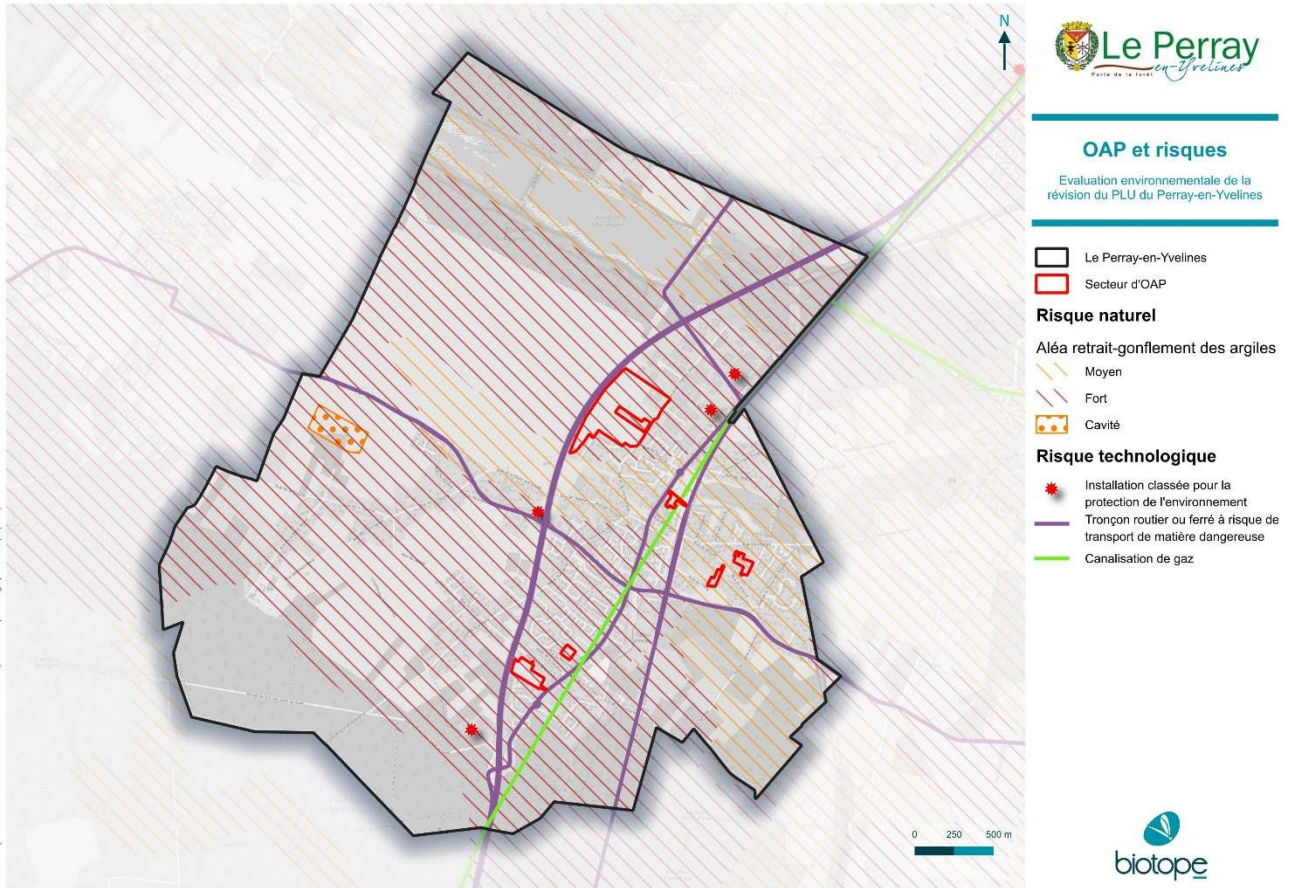 N
Le Perray
en-Yvelines
Porte de la forêt
OAP et risques
Evaluation environnementale de la
révision du PLU du Perray-en-Yvelines
Le Perray-en-Yvelines
Secteur d'OAP
Risque naturel
Aléa retrait-gonflement des argiles
Moyen
Fort
Cavité
Risque technologique
Installation classée pour la
protection de l'environnement
Tronçon routier ou ferré à risque de
transport de matière dangereuse
Canalisation de gaz
0 250 500 m
biotope